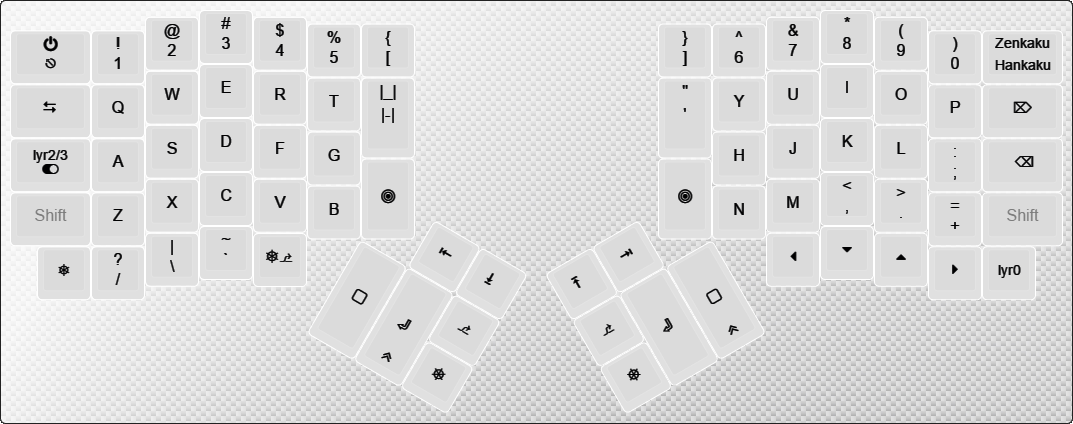 ! 1
@ 2
# 3
$ 4
% 5
{ [
} ]
^ 6
& 7
* 8
( 9
) 0
Zenkaku
Hankaku
Q
W
E
R
T
|_|
|-|
" '
Y
U
I
O
P
lyr2/3
A
S
D
F
G
H
J
K
L
: ;
Shift
Z
X
C
V
B
N
M
< ,
> .
= +
Shift
? /
| \
~ `
lyr0